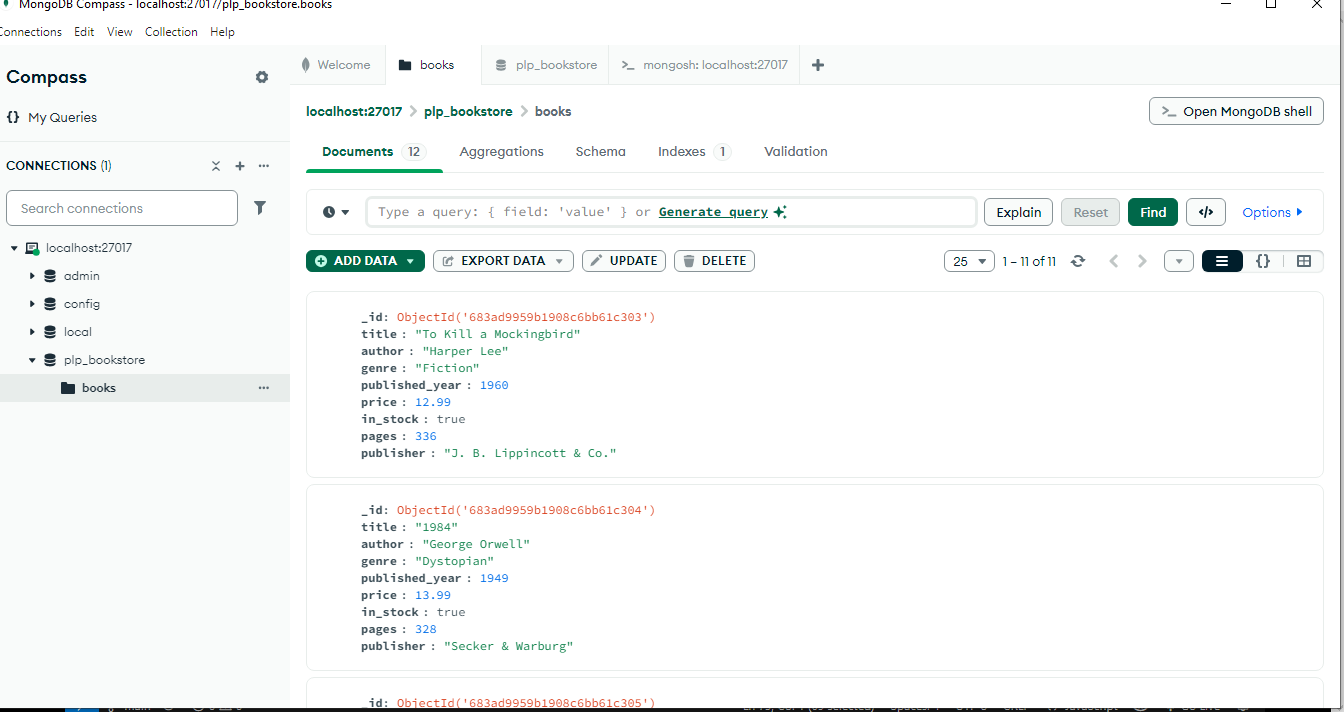 MongoDB Compass - localhost:27017/plp_bookstore.books
Connections Edit View Collection Help
Compass
My Queries
CONNECTIONS (1)
Search connections
localhost:27017
admin
config
local
plp_bookstore
books
Welcome books plp_bookstore >_ mongosh: localhost:27017 +
localhost:27017 > plp_bookstore > books
>_ Open MongoDB shell
Documents 12 Aggregations Schema Indexes 1 Validation
Type a query: { field: 'value' } or Generate query
Explain Reset Find </> Options
ADD DATA EXPORT DATA UPDATE DELETE
25 1 – 11 of 11
_id: ObjectId('683ad9959b1908c6bb61c303')
title : "To Kill a Mockingbird"
author : "Harper Lee"
genre : "Fiction"
published_year : 1960
price : 12.99
in_stock : true
pages : 336
publisher : "J. B. Lippincott & Co."
_id: ObjectId('683ad9959b1908c6bb61c304')
title : "1984"
author : "George Orwell"
genre : "Dystopian"
published_year : 1949
price : 13.99
in_stock : true
pages : 328
publisher : "Secker & Warburg"
_id: ObjectId('683ad9959b1908c6bb61c305')